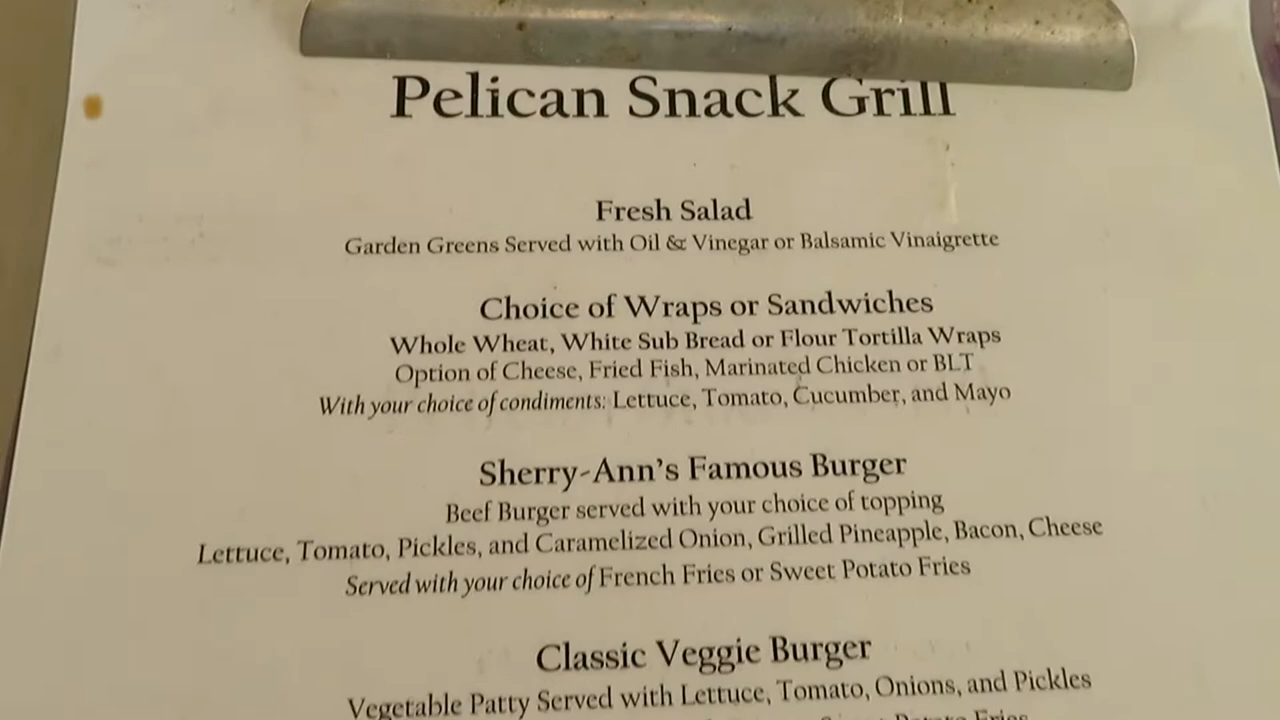 Pelican Snack Grill
Fresh Salad
Garden Greens Served with Oil & Vinegar or Balsamic Vinaigrette
Choice of Wraps or Sandwiches
Whole Wheat, White Sub Bread or Flour Tortilla Wraps
Option of Cheese, Fried Fish, Marinated Chicken or BLT
With your choice of condiments: Lettuce, Tomato, Cucumber, and Mayo
Sherry-Ann's Famous Burger
Beef Burger served with your choice of topping
Lettuce, Tomato, Pickles, and Caramelized Onion, Grilled Pineapple, Bacon, Cheese
Served with your choice of French Fries or Sweet Potato Fries
Classic Veggie Burger
Vegetable Patty Served with Lettuce, Tomato, Onions, and Pickles
Sweet Potato Fries